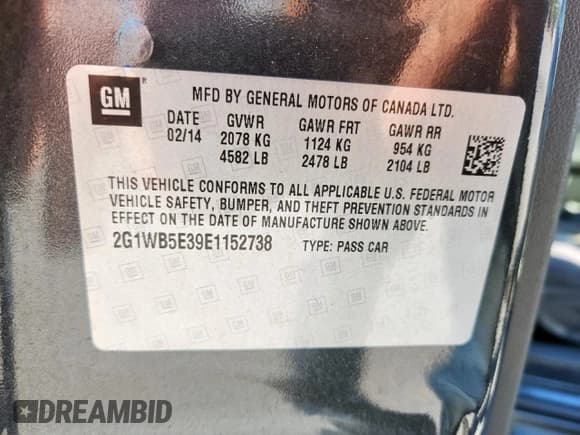 GM ®
MFD BY GENERAL MOTORS OF CANADA LTD.
DATE GVWR GAWR FRT GAWR RR
02/14 2078 KG 1124 KG 954 KG
4582 LB 2478 LB 2104 LB
THIS VEHICLE CONFORMS TO ALL APPLICABLE U.S. FEDERAL MOTOR
VEHICLE SAFETY, BUMPER, AND THEFT PREVENTION STANDARDS IN
EFFECT ON THE DATE OF MANUFACTURE SHOWN ABOVE.
2G1WB5E39E1152738 TYPE: PASS CAR
DREAMBID